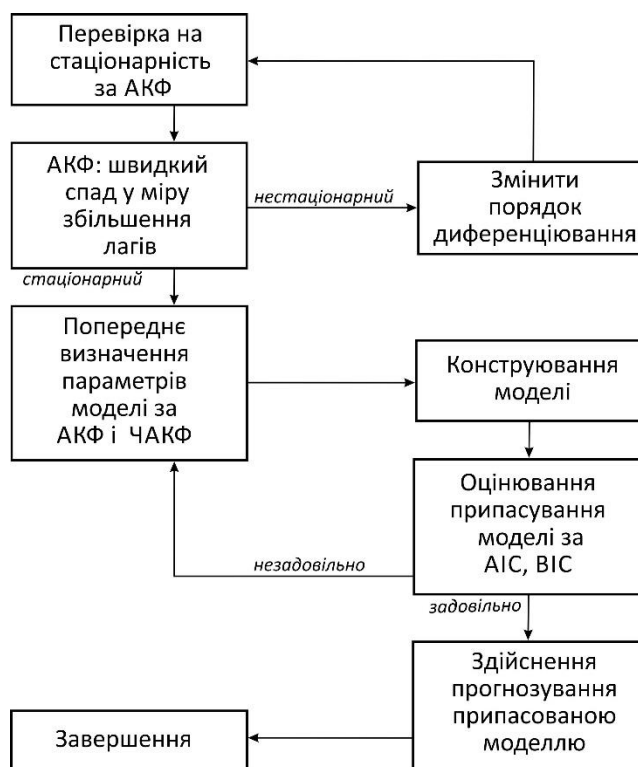 Перевірка на
стаціонарність
за АКФ
АКФ: швидкий
спад у міру
збільшення
лагів
нестаціонарний
Змінити
порядок
диференціювання
стаціонарний
Попереднє
визначення
параметрів
моделі за
АКФ і ЧАКФ
Конструювання
моделі
Оцінювання
припасування
моделі за
AIC, BIC
незадовільно
задовільно
Здійснення
прогнозування
припасованою
моделлю
Завершення